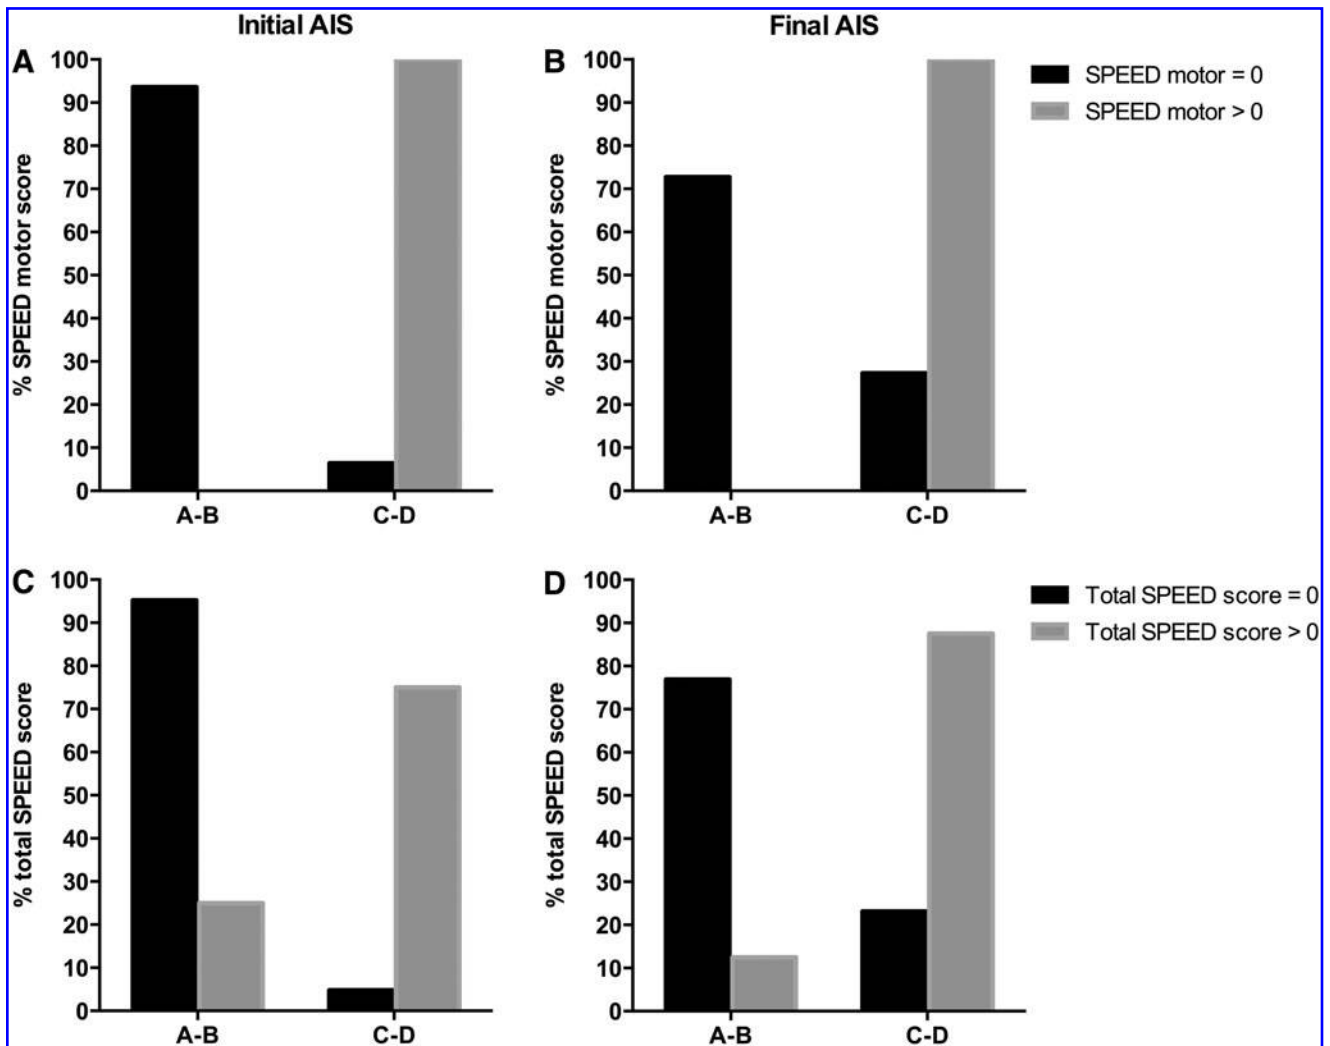 Initial AIS
Final AIS
A
% SPEED motor score
100
90
80
70
60
50
40
30
20
10
0
A-B
C-D
B
% SPEED motor score
100
90
80
70
60
50
40
30
20
10
0
A-B
C-D
SPEED motor = 0
SPEED motor > 0
C
% total SPEED score
100
90
80
70
60
50
40
30
20
10
0
A-B
C-D
D
% total SPEED score
100
90
80
70
60
50
40
30
20
10
0
A-B
C-D
Total SPEED score = 0
Total SPEED score > 0